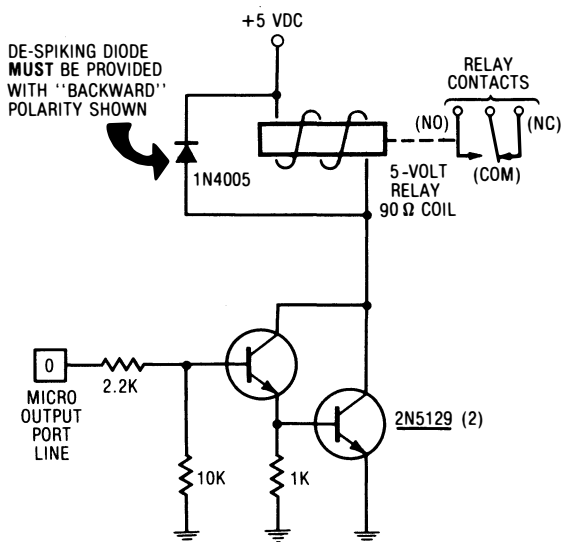 +5 VDC
DE-SPIKING DIODE
MUST BE PROVIDED
WITH "BACKWARD"
POLARITY SHOWN
RELAY
CONTACTS
(NO)
(NC)
(COM)
1N4005
5-VOLT
RELAY
90 Ω COIL
0
2.2K
MICRO
OUTPUT
PORT
LINE
2N5129 (2)
10K
1K